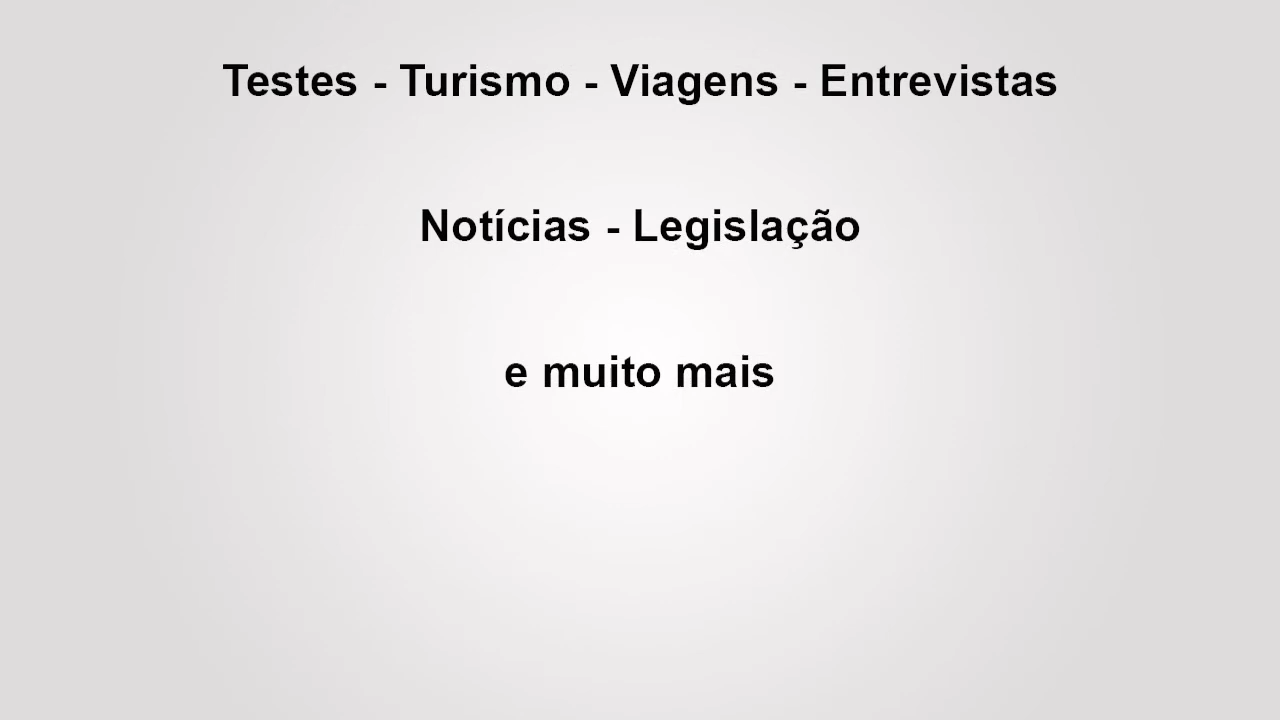 Testes - Turismo - Viagens - Entrevistas
Notícias - Legislação
e muito mais